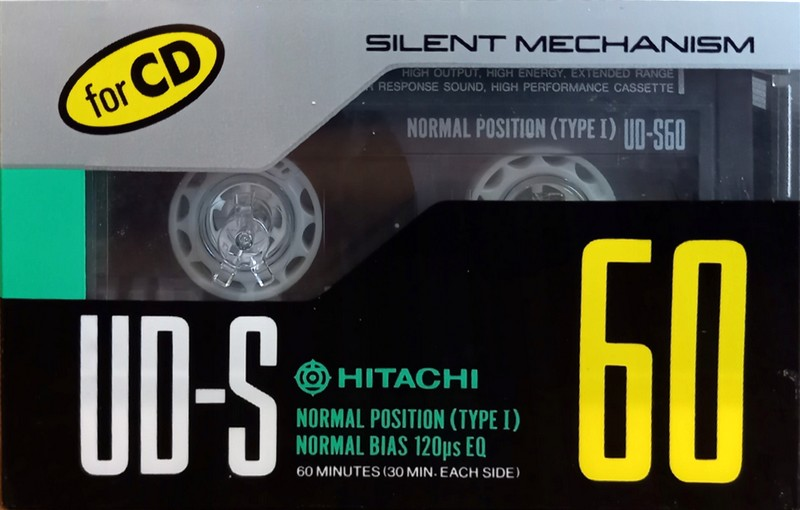 for CD
SILENT MECHANISM
HIGH OUTPUT, HIGH ENERGY, EXTENDED RANGE
RESPONSE SOUND, HIGH PERFORMANCE CASSETTE
NORMAL POSITION (TYPE I) UD-S60
60
UD-S
HITACHI
NORMAL POSITION (TYPE I)
NORMAL BIAS 120µs EQ
60 MINUTES (30 MIN. EACH SIDE)